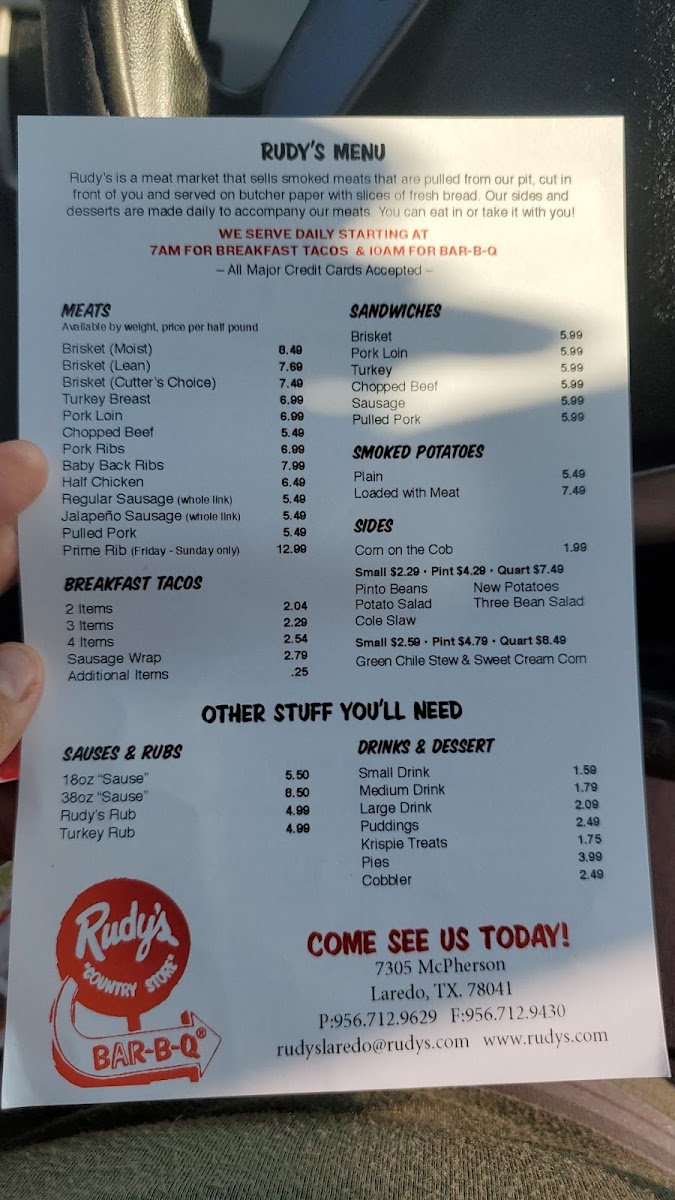 RUDY'S MENU
Rudy's is a meat market that sells smoked meats that are pulled from our pit, cut in
front of you and served on butcher paper with slices of fresh bread. Our sides and
desserts are made daily to accompany our meats. You can eat in or take it with you!
WE SERVE DAILY STARTING AT
7AM FOR BREAKFAST TACOS & 10AM FOR BAR-B-Q
– All Major Credit Cards Accepted –
MEATS
Available by weight, price per half pound
Brisket (Moist) 8.49
Brisket (Lean) 7.69
Brisket (Cutter's Choice) 7.49
Turkey Breast 6.99
Pork Loin 6.99
Chopped Beef 5.49
Pork Ribs 6.99
Baby Back Ribs 7.99
Half Chicken 6.49
Regular Sausage (whole link) 5.49
Jalapeño Sausage (whole link) 5.49
Pulled Pork 5.49
Prime Rib (Friday - Sunday only) 12.99
BREAKFAST TACOS
2 Items 2.04
3 Items 2.29
4 Items 2.54
Sausage Wrap 2.79
Additional Items .25
SANDWICHES
Brisket 5.99
Pork Loin 5.99
Turkey 5.99
Chopped Beef 5.99
Sausage 5.99
Pulled Pork 5.99
SMOKED POTATOES
Plain 5.49
Loaded with Meat 7.49
SIDES
Corn on the Cob 1.99
Small $2.29 • Pint $4.29 • Quart $7.49
Pinto Beans New Potatoes
Potato Salad Three Bean Salad
Cole Slaw
Small $2.59 • Pint $4.79 • Quart $8.49
Green Chile Stew & Sweet Cream Corn
OTHER STUFF YOU'LL NEED
SAUSES & RUBS
18oz "Sause" 5.50
38oz "Sause" 8.50
Rudy's Rub 4.99
Turkey Rub 4.99
DRINKS & DESSERT
Small Drink 1.59
Medium Drink 1.79
Large Drink 2.09
Puddings 2.49
Krispie Treats 1.75
Pies 3.99
Cobbler 2.49
Rudy's
"COUNTRY STORE"
BAR-B-Q®
COME SEE US TODAY!
7305 McPherson
Laredo, TX. 78041
P:956.712.9629 F:956.712.9430
rudyslaredo@rudys.com www.rudys.com